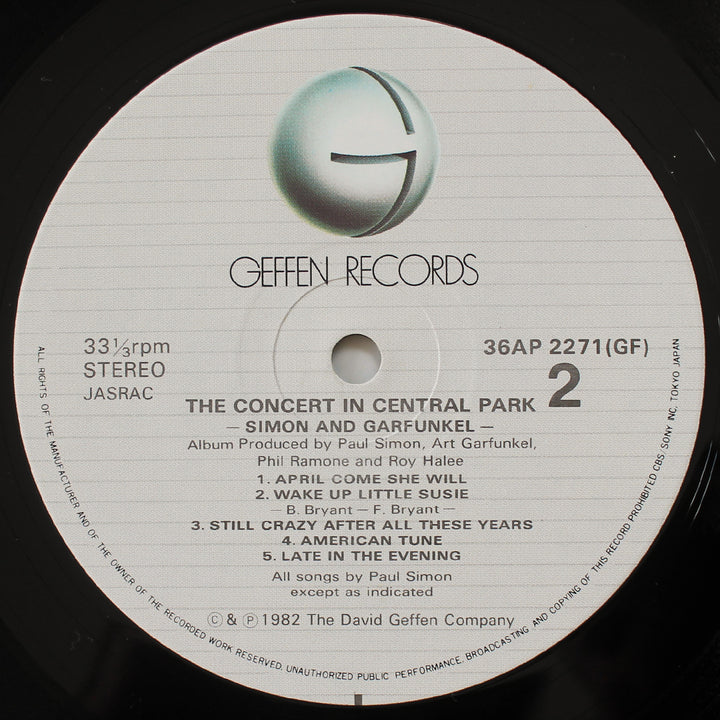 GEFFEN RECORDS
33⅓rpm
STEREO
JASRAC
36AP 2271(GF)
2
THE CONCERT IN CENTRAL PARK
— SIMON AND GARFUNKEL —
Album Produced by Paul Simon, Art Garfunkel,
Phil Ramone and Roy Halee
1. APRIL COME SHE WILL
2. WAKE UP LITTLE SUSIE
— B. Bryant — F. Bryant —
3. STILL CRAZY AFTER ALL THESE YEARS
4. AMERICAN TUNE
5. LATE IN THE EVENING
All songs by Paul Simon
except as indicated
© & ℗ 1982 The David Geffen Company
ALL RIGHTS OF THE MANUFACTURER AND OF THE OWNER OF THE RECORDED WORK RESERVED. UNAUTHORIZED PUBLIC PERFORMANCE, BROADCASTING AND COPYING OF THIS RECORD PROHIBITED. CBS/SONY INC. TOKYO JAPAN